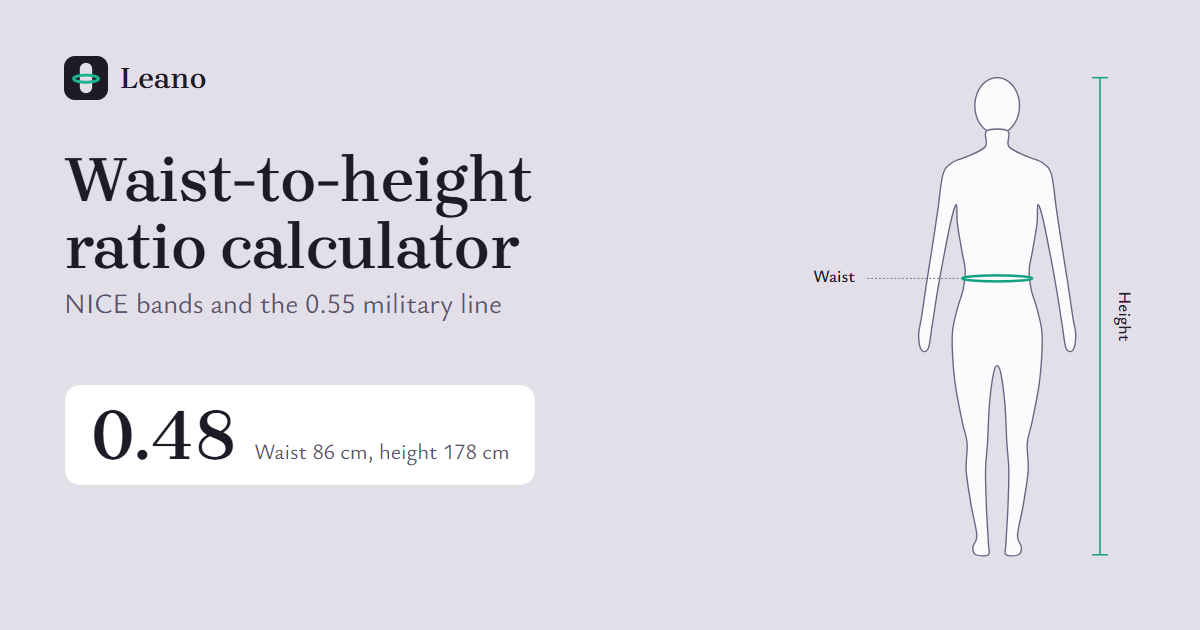 Leano
Waist-to-height
ratio calculator
NICE bands and the 0.55 military line
0.48 Waist 86 cm, height 178 cm
Waist
Height